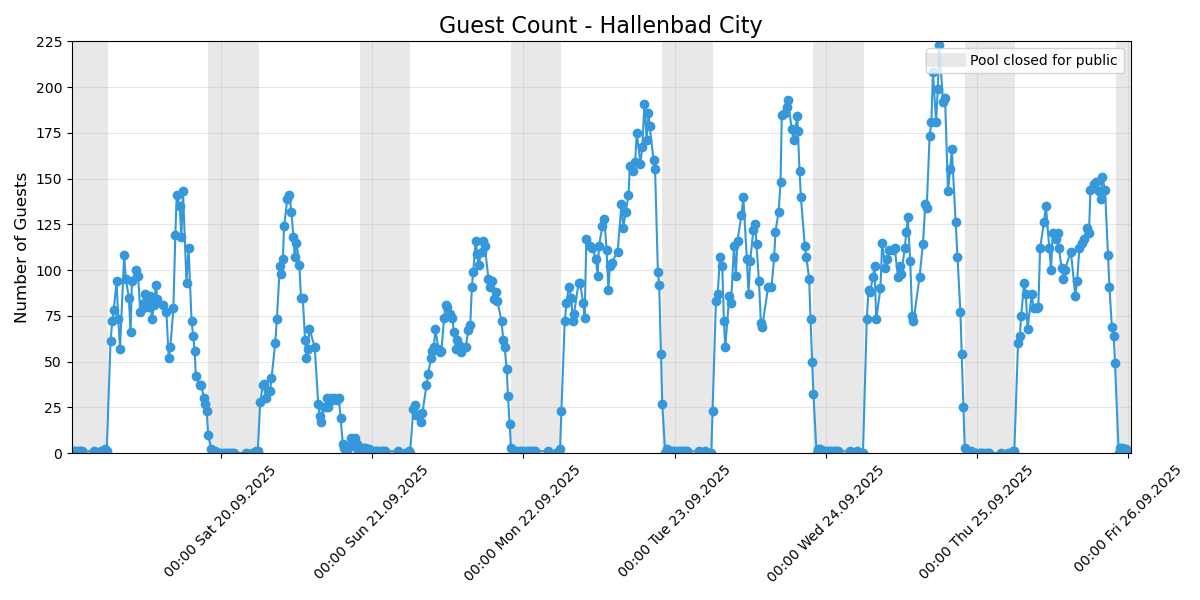 Guest Count - Hallenbad City
Number of Guests
225
200
175
150
125
100
75
50
25
0
Pool closed for public
00:00 Sat 20.09.2025
00:00 Sun 21.09.2025
00:00 Mon 22.09.2025
00:00 Tue 23.09.2025
00:00 Wed 24.09.2025
00:00 Thu 25.09.2025
00:00 Fri 26.09.2025